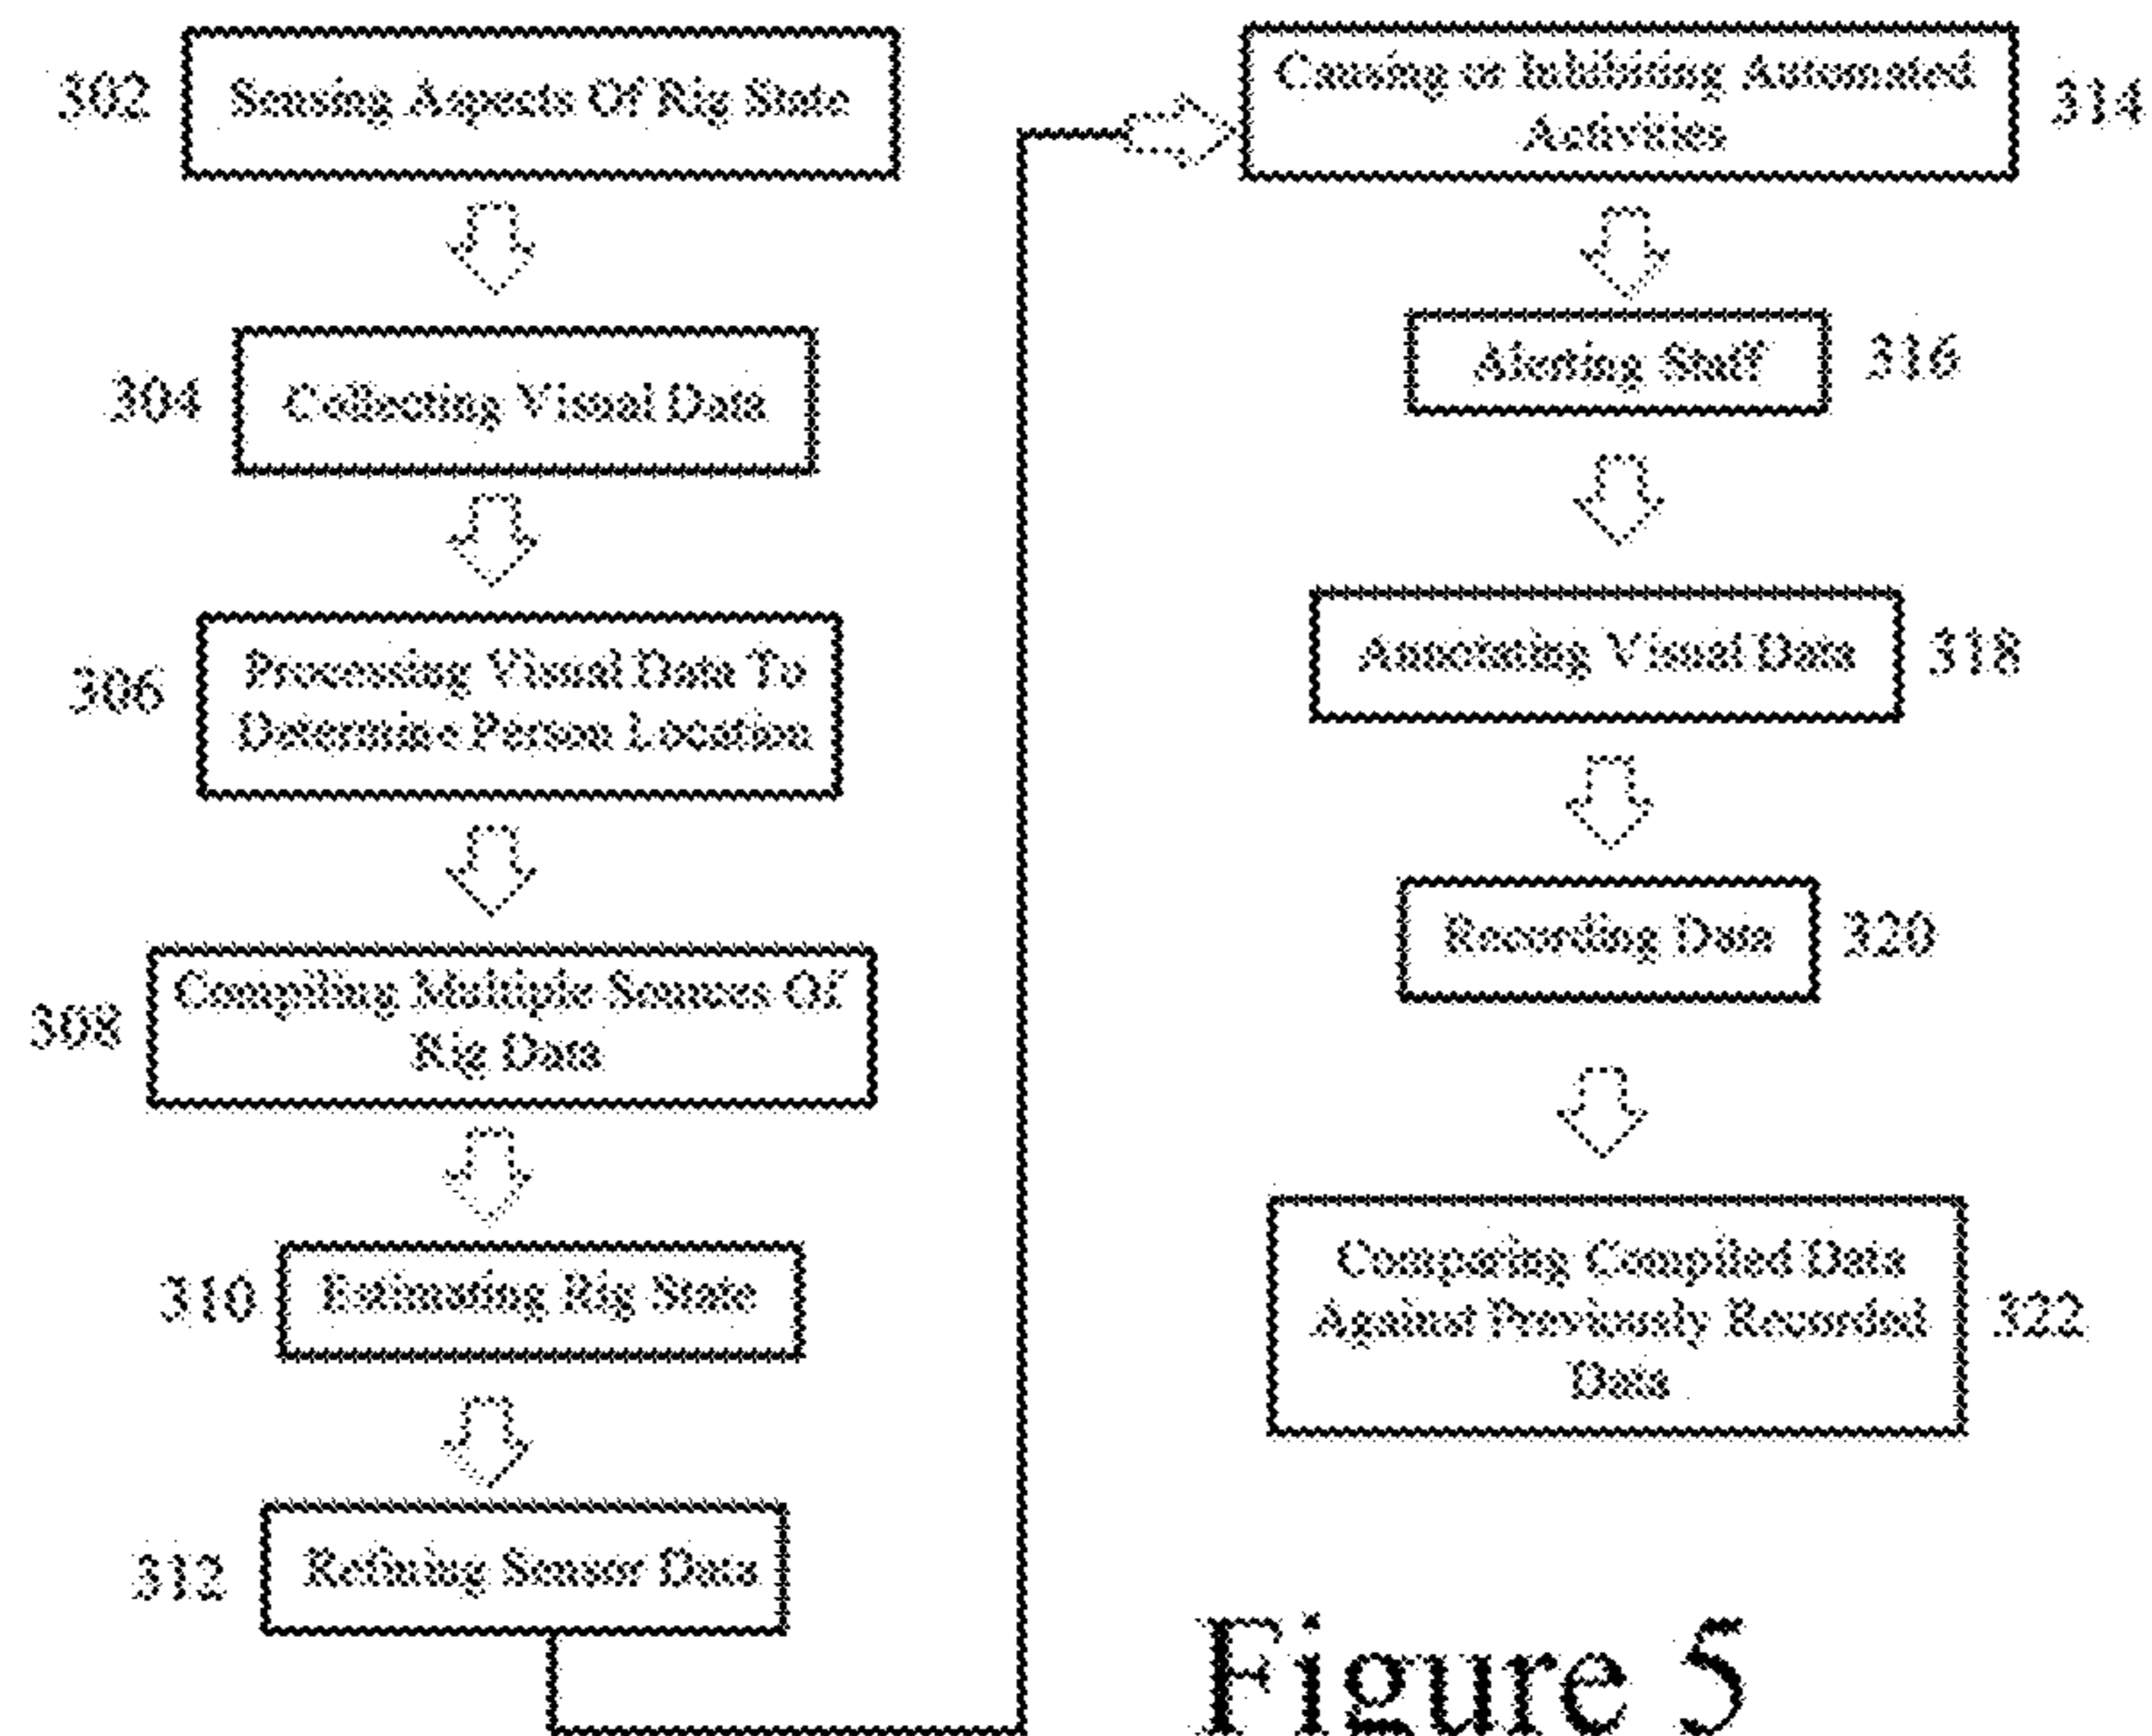 302
Sensing Aspects Of Rig State
304
Collecting Visual Data
306
Processing Visual Data To
Determine Person Location
308
Compiling Multiple Sources Of
Rig Data
310
Estimating Rig State
312
Refining Sensor Data
Causing or Inhibiting Automated
Activities
314
Alerting Staff
316
Annotating Visual Data
318
Recording Data
320
Comparing Compiled Data
Against Previously Recorded
Data
322
Figure 5